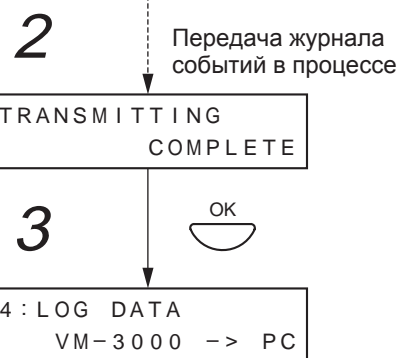 2
Передача журнала
событий в процессе
TRANSMITTING
COMPLETE
3
OK
4:LOG DATA
VM-3000 -> PC